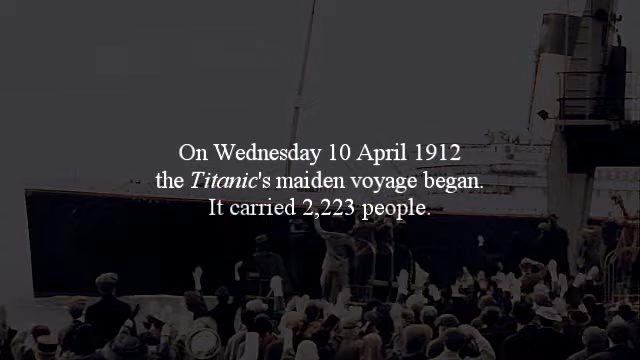 On Wednesday 10 April 1912
the Titanic's maiden voyage began.
It carried 2,223 people.